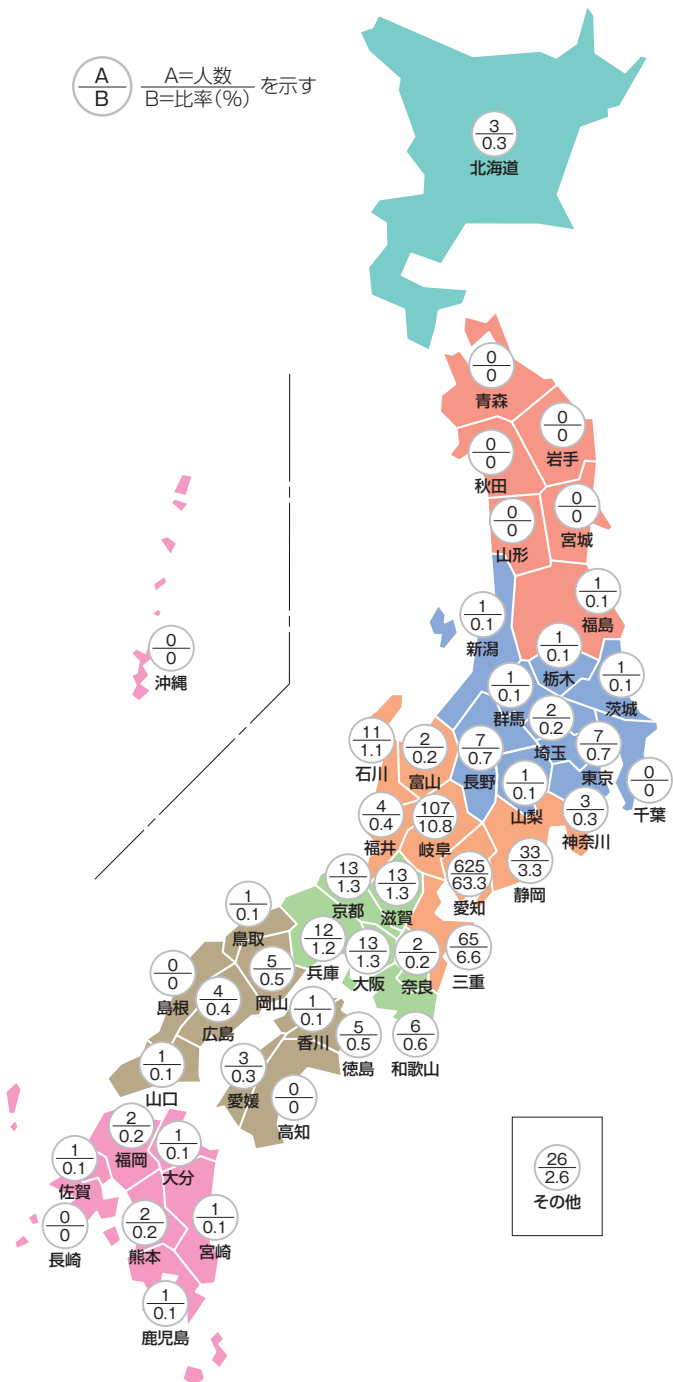 A
B
A=人数
B=比率(%)
を示す
3
0.3
北海道
0
0
青森
0
0
岩手
0
0
秋田
0
0
宮城
0
0
山形
1
0.1
福島
1
0.1
新潟
1
0.1
栃木
1
0.1
茨城
1
0.1
群馬
2
0.2
埼玉
7
0.7
東京
0
0
千葉
0
0
沖縄
11
1.1
石川
2
0.2
富山
7
0.7
長野
1
0.1
山梨
3
0.3
神奈川
4
0.4
福井
107
10.8
岐阜
625
63.3
愛知
33
3.3
静岡
13
1.3
京都
13
1.3
滋賀
1
0.1
鳥取
12
1.2
兵庫
13
1.3
大阪
2
0.2
奈良
65
6.6
三重
0
0
島根
5
0.5
岡山
4
0.4
広島
1
0.1
香川
5
0.5
徳島
6
0.6
和歌山
1
0.1
山口
3
0.3
愛媛
0
0
高知
2
0.2
福岡
1
0.1
大分
1
0.1
佐賀
0
0
長崎
2
0.2
熊本
1
0.1
宮崎
1
0.1
鹿児島
26
2.6
その他